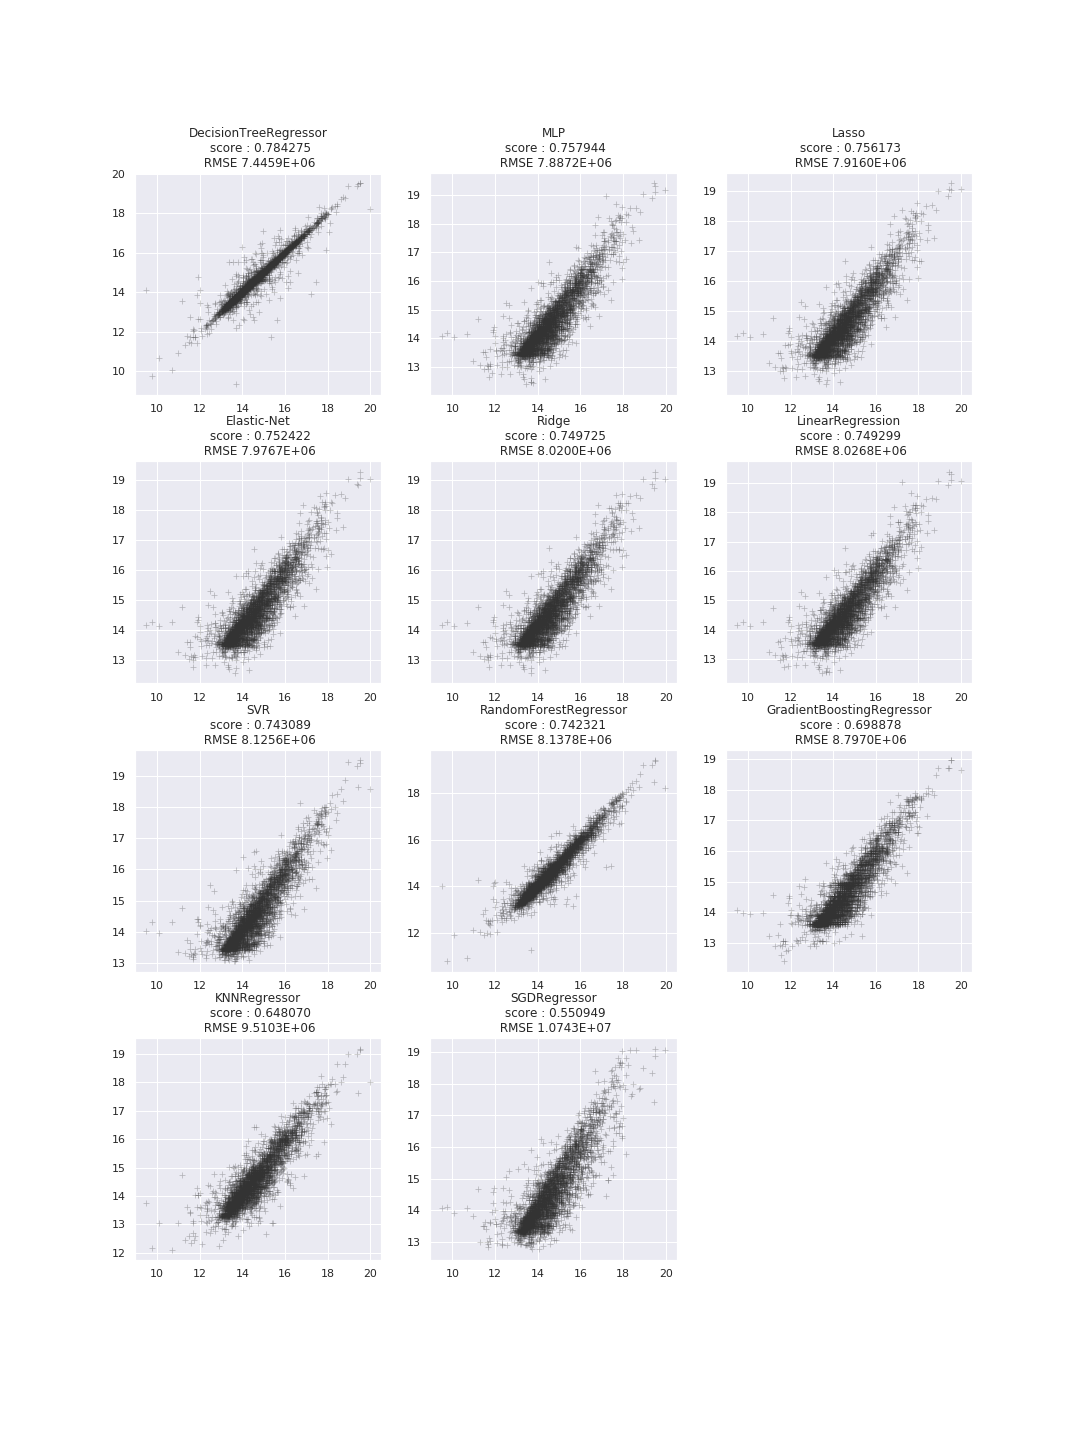 DecisionTreeRegressor
score : 0.784275
RMSE 7.4459E+06
20
18
16
14
12
10
10 12 14 16 18 20
MLP
score : 0.757944
RMSE 7.8872E+06
19
18
17
16
15
14
13
10 12 14 16 18 20
Lasso
score : 0.756173
RMSE 7.9160E+06
19
18
17
16
15
14
13
10 12 14 16 18 20
Elastic-Net
score : 0.752422
RMSE 7.9767E+06
19
18
17
16
15
14
13
10 12 14 16 18 20
Ridge
score : 0.749725
RMSE 8.0200E+06
19
18
17
16
15
14
13
10 12 14 16 18 20
LinearRegression
score : 0.749299
RMSE 8.0268E+06
19
18
17
16
15
14
13
10 12 14 16 18 20
SVR
score : 0.743089
RMSE 8.1256E+06
19
18
17
16
15
14
13
10 12 14 16 18 20
RandomForestRegressor
score : 0.742321
RMSE 8.1378E+06
18
16
14
12
10 12 14 16 18 20
GradientBoostingRegressor
score : 0.698878
RMSE 8.7970E+06
19
18
17
16
15
14
13
10 12 14 16 18 20
KNNRegressor
score : 0.648070
RMSE 9.5103E+06
19
18
17
16
15
14
13
12
10 12 14 16 18 20
SGDRegressor
score : 0.550949
RMSE 1.0743E+07
19
18
17
16
15
14
13
10 12 14 16 18 20